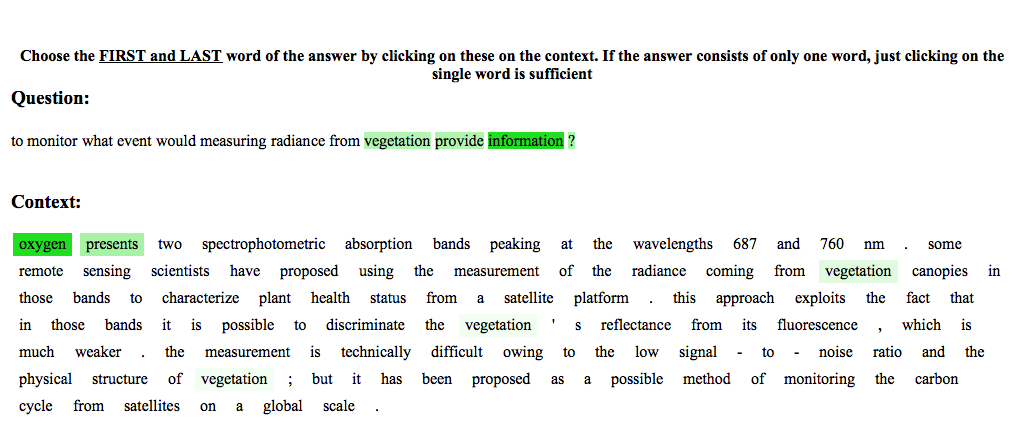 Choose the FIRST and LAST word of the answer by clicking on these on the context. If the answer consists of only one word, just clicking on the
single word is sufficient
Question:
to monitor what event would measuring radiance from vegetation provide information ?
Context:
oxygen presents two spectrophotometric absorption bands peaking at the wavelengths 687 and 760 nm . some
remote sensing scientists have proposed using the measurement of the radiance coming from vegetation canopies in
those bands to characterize plant health status from a satellite platform . this approach exploits the fact that
in those bands it is possible to discriminate the vegetation ' s reflectance from its fluorescence , which is
much weaker . the measurement is technically difficult owing to the low signal - to - noise ratio and the
physical structure of vegetation ; but it has been proposed as a possible method of monitoring the carbon
cycle from satellites on a global scale .